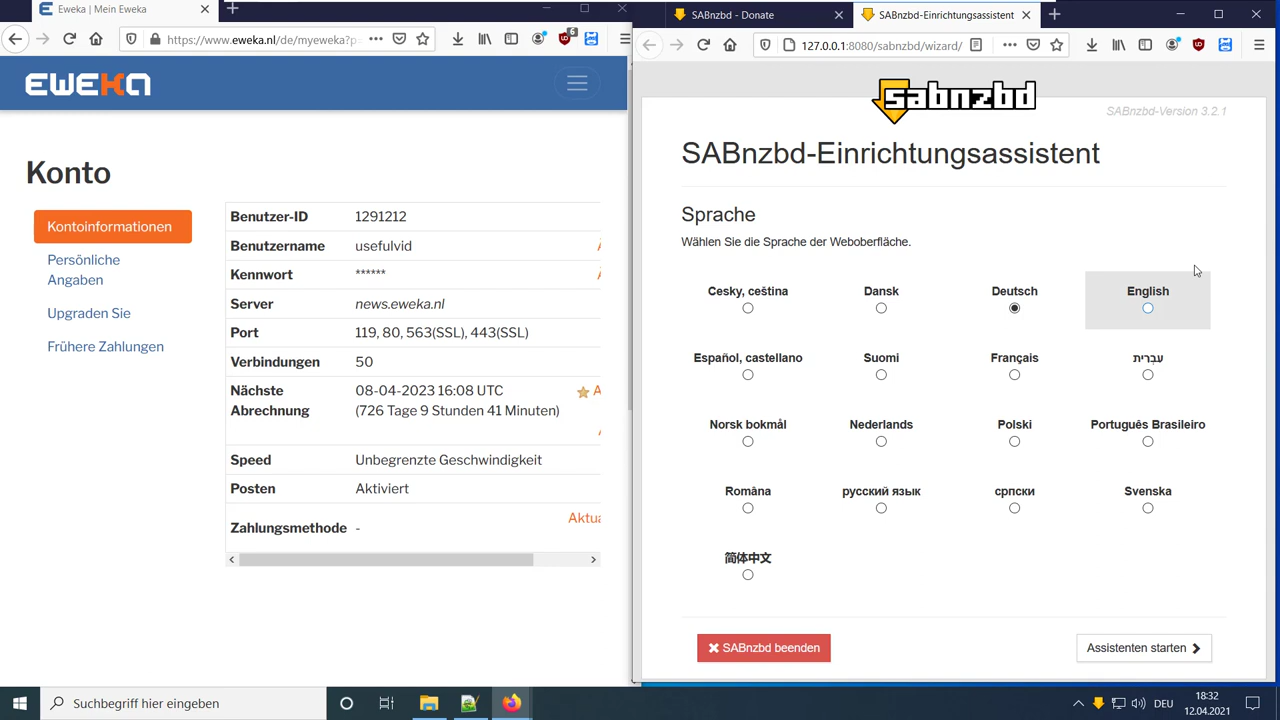 Eweka | Mein Eweka
https://www.eweka.nl/de/myeweka?p
6
EWEKA
Konto
Kontoinformationen
Persönliche
Angaben
Upgraden Sie
Frühere Zahlungen
Benutzer-ID 1291212
Benutzername usefulvid
Kennwort ******
Server news.eweka.nl
Port 119, 80, 563(SSL), 443(SSL)
Verbindungen 50
Nächste 08-04-2023 16:08 UTC
Abrechnung (726 Tage 9 Stunden 41 Minuten)
Speed Unbegrenzte Geschwindigkeit
Posten Aktiviert
Zahlungsmethode - Aktua
SABnzbd - Donate
SABnzbd-Einrichtungsassistent
127.0.0.1:8080/sabnzbd/wizard/
sabnzbd
SABnzbd-Version 3.2.1
SABnzbd-Einrichtungsassistent
Sprache
Wählen Sie die Sprache der Weboberfläche.
Cesky, ceština Dansk Deutsch English
Español, castellano Suomi Français עִבְרִית
Norsk bokmål Nederlands Polski Português Brasileiro
Româna русский язык српски Svenska
简体中文
SABnzbd beenden
Assistenten starten
Suchbegriff hier eingeben
DEU
18:32
12.04.2021